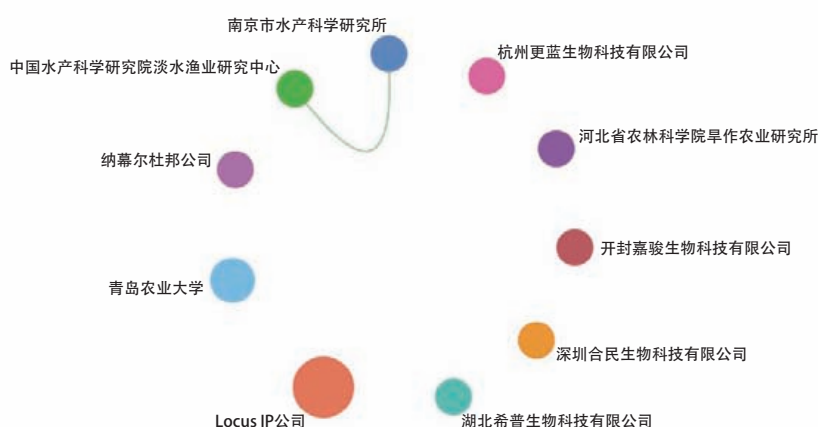 南京市水产科学研究所
杭州更蓝生物科技有限公司
中国水产科学研究院淡水渔业研究中心
河北省农林科学院旱作农业研究所
纳幕尔杜邦公司
开封嘉骏生物科技有限公司
青岛农业大学
深圳合民生物科技有限公司
Locus IP公司
湖北希普生物科技有限公司